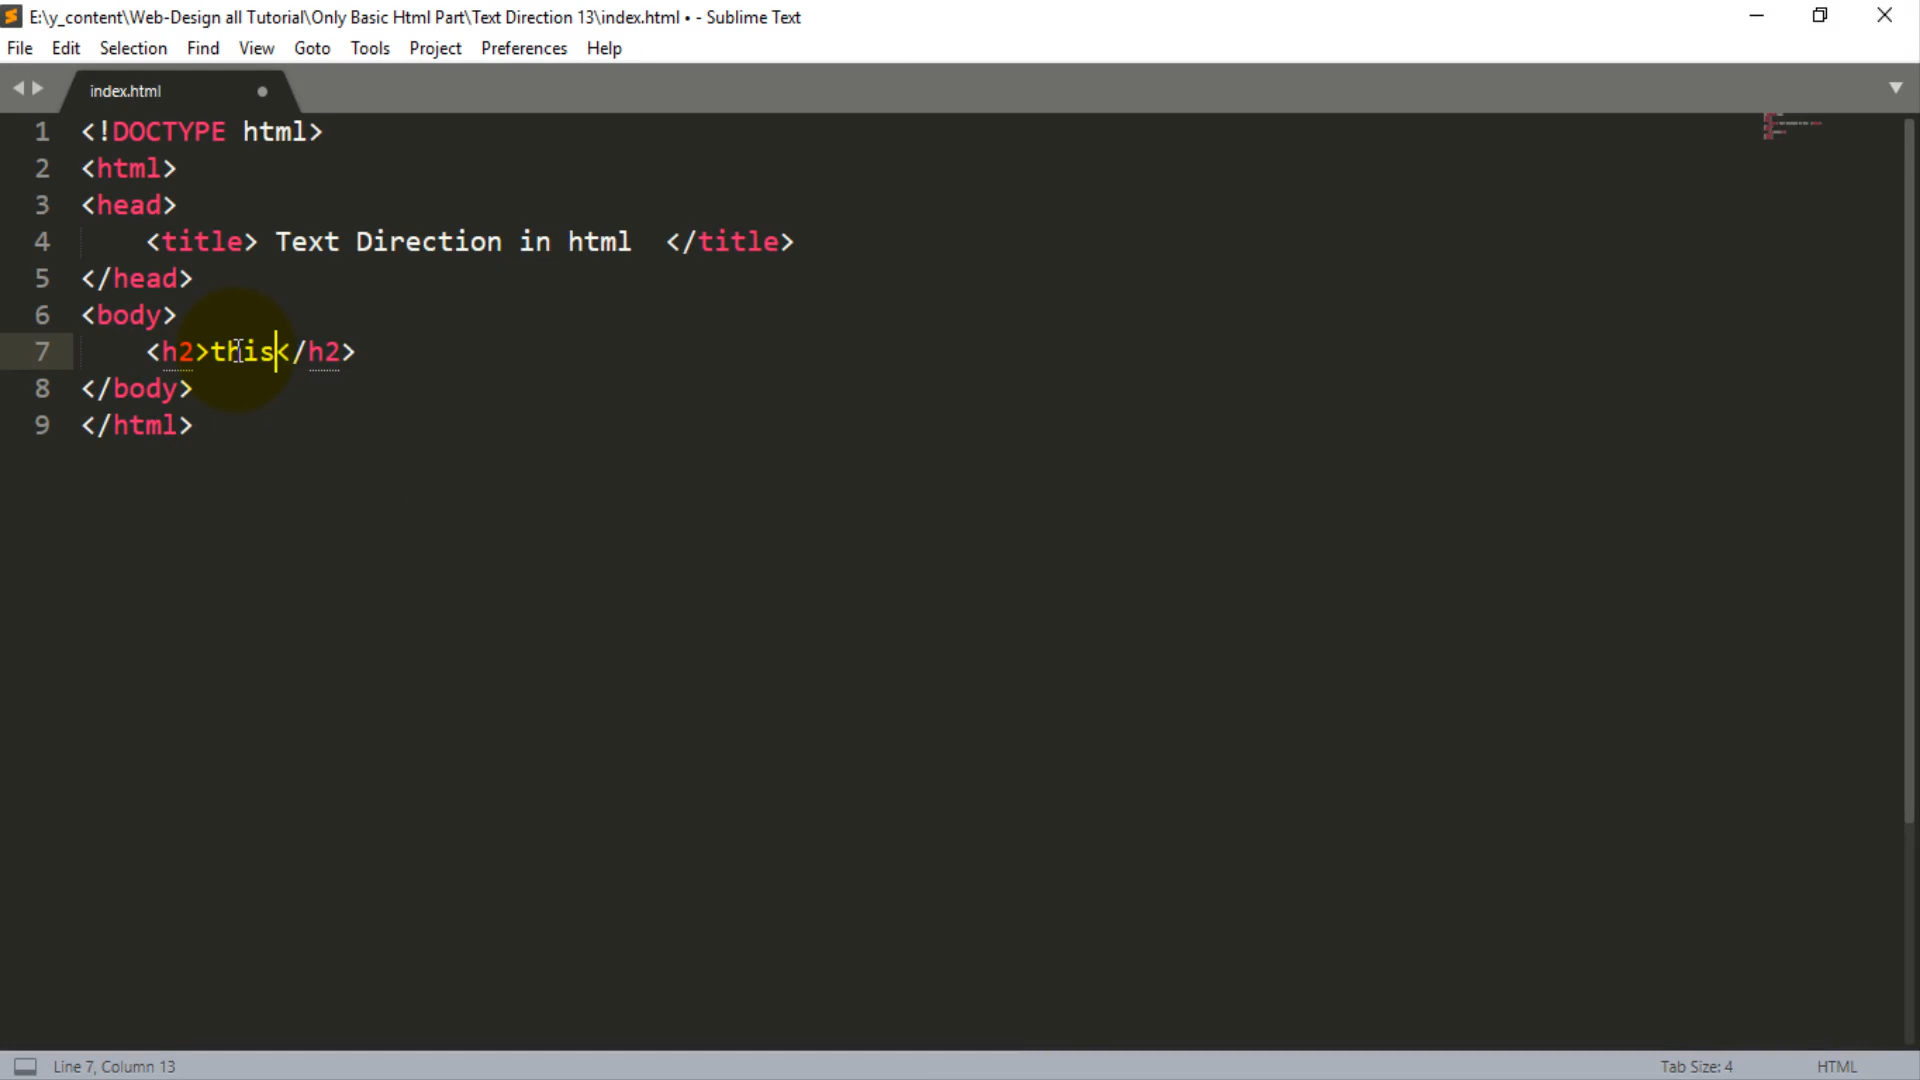 E:\y_content\Web-Design all Tutorial\Only Basic Html Part\Text Direction 13\index.html • - Sublime Text
File Edit Selection Find View Goto Tools Project Preferences Help
index.html
1 <!DOCTYPE html>
2 <html>
3 <head>
4 <title> Text Direction in html  </title>
5 </head>
6 <body>
7 <h2>this</h2>
8 </body>
9 </html>
Line 7, Column 13 Tab Size: 4 HTML